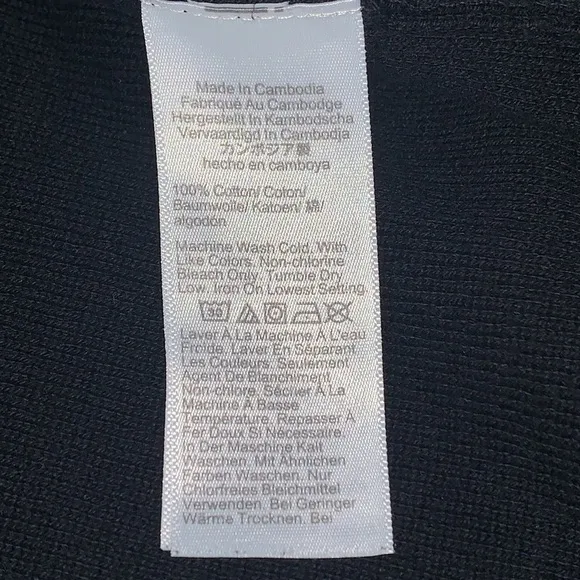 Made In Cambodia
Fabriqué Au Cambodge
Hergestellt In Kambodscha
Vervaardigd In Cambodja
カンボジア製
hecho en camboya
100% Cotton/ Coton/
Baumwolle/ Katoen/ 綿/
algodon
Machine Wash Cold. With
Like Colors. Non-chlorine
Bleach Only. Tumble Dry
Low. Iron On Lowest Setting.
30
Laver À La Machine À L'eau
Froide. Laver En Séparant
Les Couleurs. Seulement
Agent De Blanchiment
Non-chlore. Sécher À La
Machine À Basse
Température. Repasser À
Fer Doux Si Nécessaire.
In Der Maschine Kalt
Waschen. Mit Ähnlichen
Farben Waschen. Nur
Chlorfreies Bleichmittel
Verwenden. Bei Geringer
Wärme Trocknen. Bei